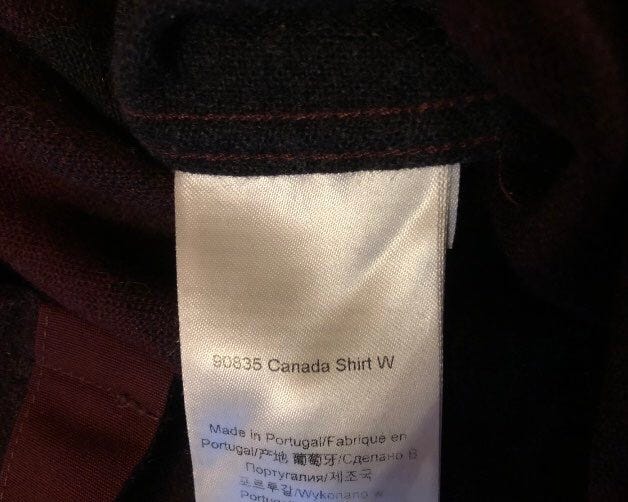 90835 Canada Shirt W
Made in Portugal/Fabriqué en
Portugal/产地 葡萄牙/Сделано в
Португалия/제조국
포르투갈/Wykonano w